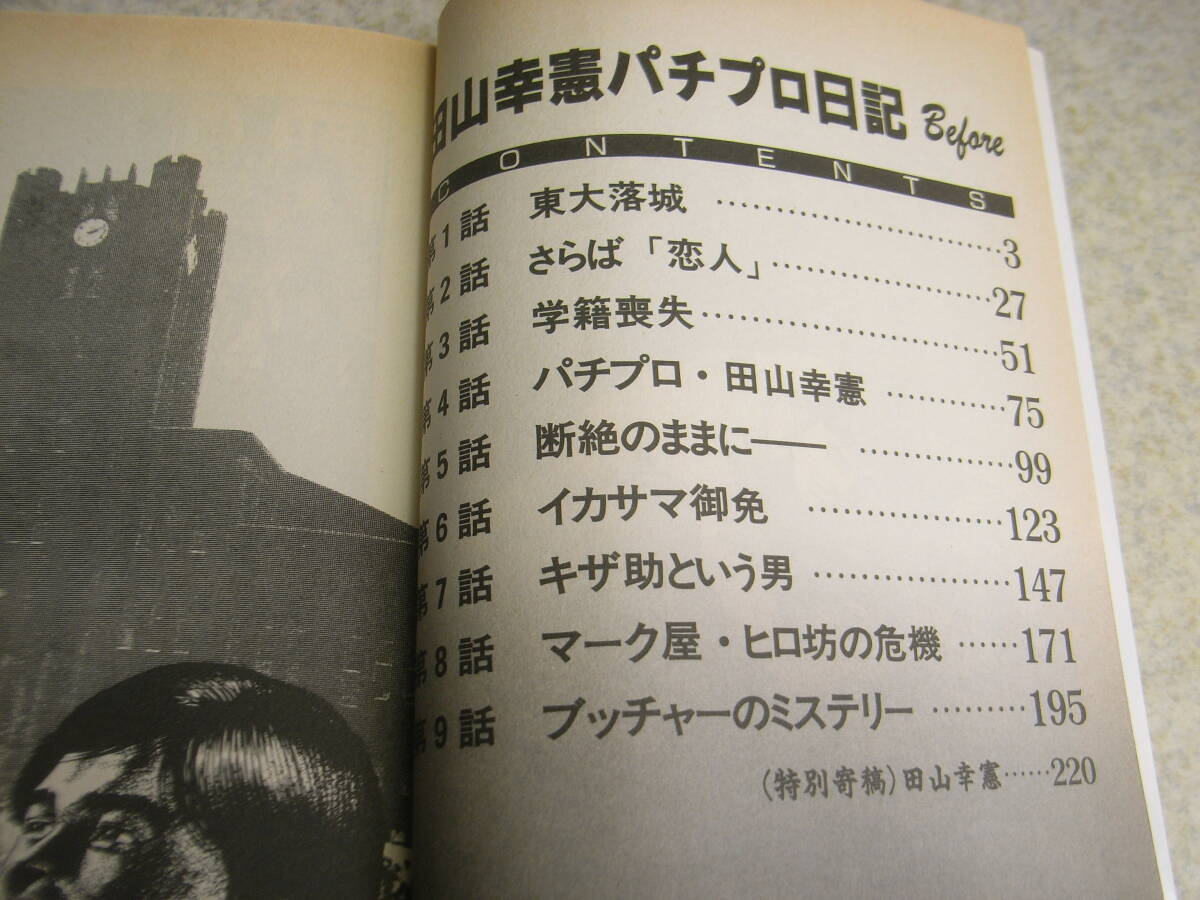 田山幸憲パチプロ日記 Before
CONTENTS
第1話 東大落城 ……………………3
第2話 さらば「恋人」……………………27
第3話 学籍喪失……………………51
第4話 パチプロ・田山幸憲 …………75
第5話 断絶のままに── ……………99
第6話 イカサマ御免 ………………123
第7話 キザ助という男 ………………147
第8話 マーク屋・ヒロ坊の危機 ……171
第9話 ブッチャーのミステリー ………195
(特別寄稿)田山幸憲……220